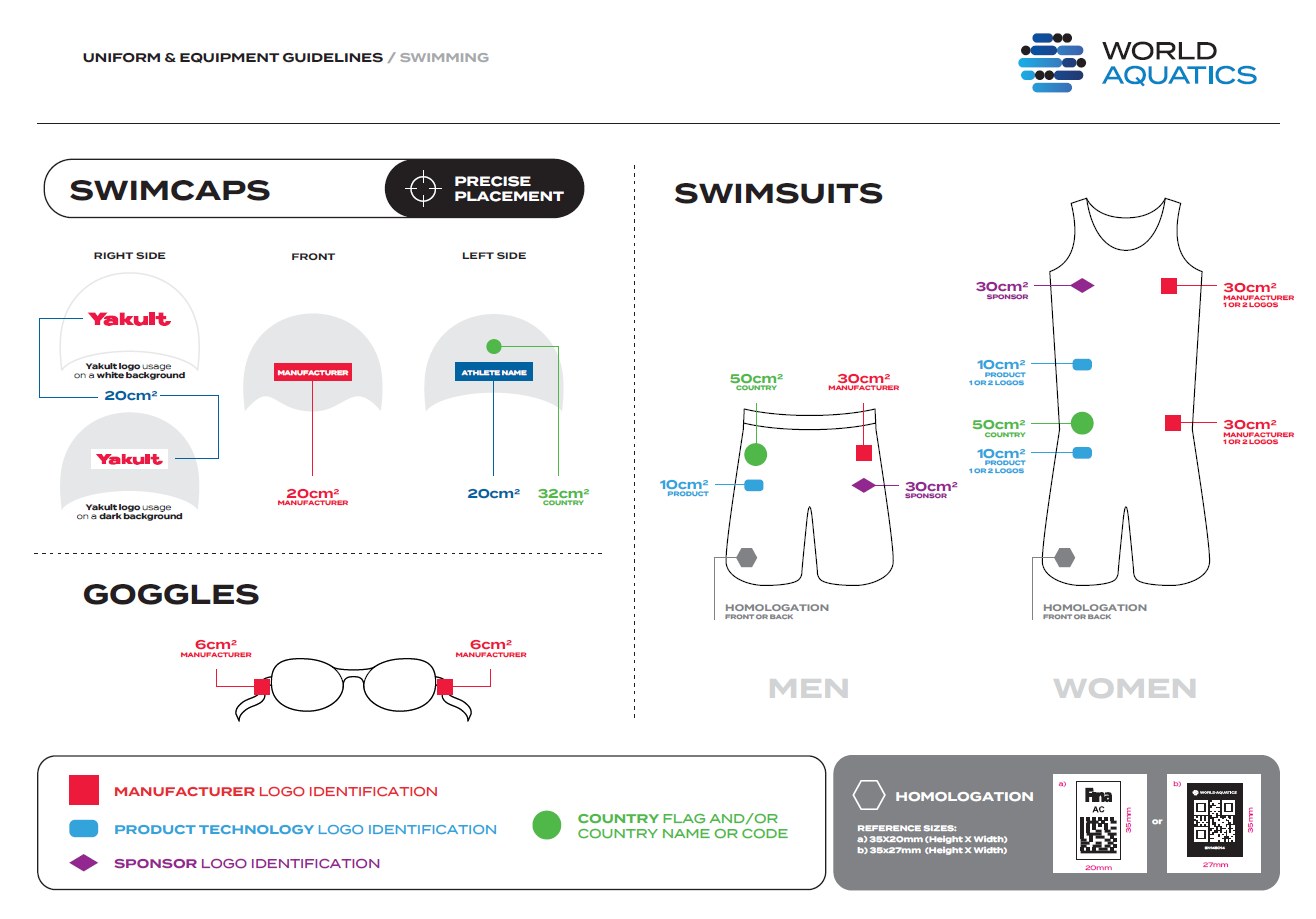 UNIFORM & EQUIPMENT GUIDELINES / SWIMMING
WORLD
AQUATICS
SWIMCAPS
PRECISE
PLACEMENT
RIGHT SIDE
FRONT
LEFT SIDE
Yakult
Yakult logo usage
on a white background
20cm²
Yakult
Yakult logo usage
on a dark background
MANUFACTURER
20cm²
MANUFACTURER
ATHLETE NAME
20cm²
32cm²
COUNTRY
GOGGLES
6cm²
MANUFACTURER
6cm²
MANUFACTURER
SWIMSUITS
50cm²
COUNTRY
30cm²
MANUFACTURER
10cm²
PRODUCT
30cm²
SPONSOR
HOMOLOGATION
FRONT OR BACK
MEN
30cm²
SPONSOR
30cm²
MANUFACTURER
1 OR 2 LOGOS
10cm²
PRODUCT
1 OR 2 LOGOS
50cm²
COUNTRY
30cm²
MANUFACTURER
1 OR 2 LOGOS
10cm²
PRODUCT
1 OR 2 LOGOS
HOMOLOGATION
FRONT OR BACK
WOMEN
MANUFACTURER LOGO IDENTIFICATION
PRODUCT TECHNOLOGY LOGO IDENTIFICATION
SPONSOR LOGO IDENTIFICATION
COUNTRY FLAG AND/OR
COUNTRY NAME OR CODE
HOMOLOGATION
REFERENCE SIZES:
a) 35X20mm (Height X Width)
b) 35x27mm (Height X Width)
a)
Fina
AC
35mm
20mm
or
b)
WORLD AQUATICS
35mm
27mm